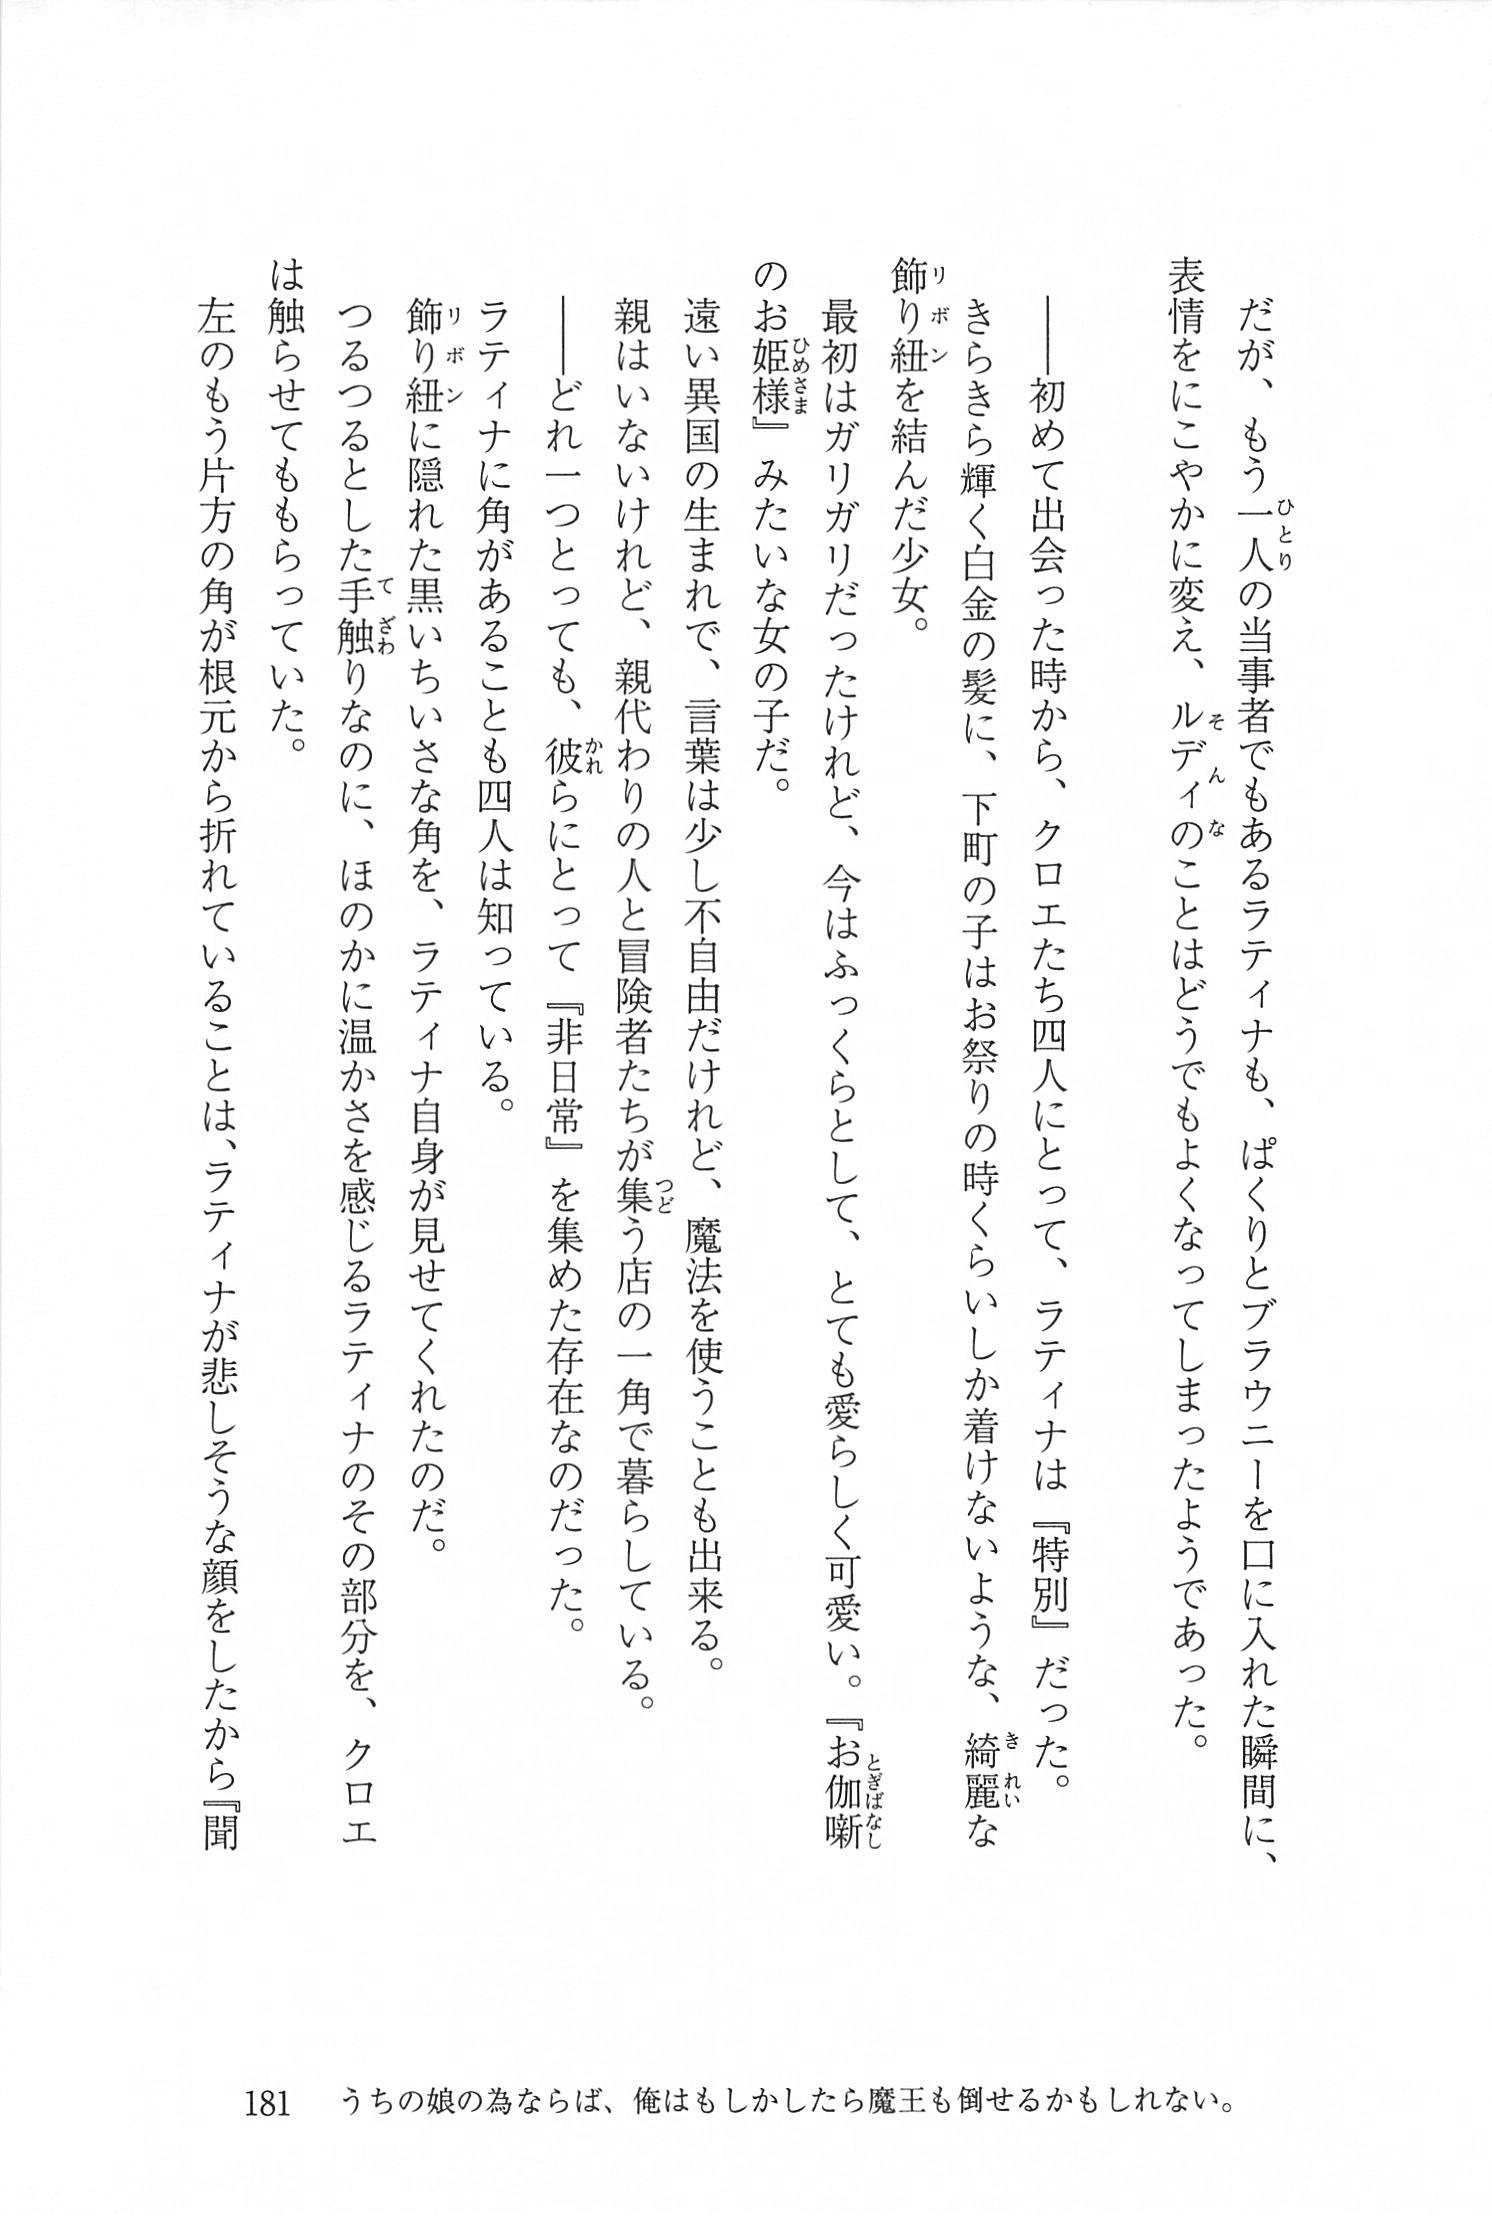 だが、もう一人の当事者でもあるラティナも、ぱくりとブラウニーを口に入れた瞬間に、
表情をにこやかに変え、ルディのことはどうでもよくなってしまったようであった。
――初めて出会った時から、クロエたち四人にとって、ラティナは『特別』だった。
きらきら輝く白金の髪に、下町の子はお祭りの時くらいしか着けないような、綺麗な
飾り紐を結んだ少女。
最初はガリガリだったけれど、今はふっくらとして、とても愛らしく可愛い。『お伽噺
のお姫様』みたいな女の子だ。
遠い異国の生まれで、言葉は少し不自由だけれど、魔法を使うことも出来る。
親はいないけれど、親代わりの人と冒険者たちが集う店の一角で暮らしている。
――どれ一つとっても、彼らにとって『非日常』を集めた存在なのだった。
ラティナに角があることも四人は知っている。
飾り紐に隠れた黒いちいさな角を、ラティナ自身が見せてくれたのだ。
つるつるとした手触りなのに、ほのかに温かさを感じるラティナのその部分を、クロエ
は触らせてももらっていた。
左のもう片方の角が根元から折れていることは、ラティナが悲しそうな顔をしたから『聞
181 うちの娘の為ならば、俺はもしかしたら魔王も倒せるかもしれない。